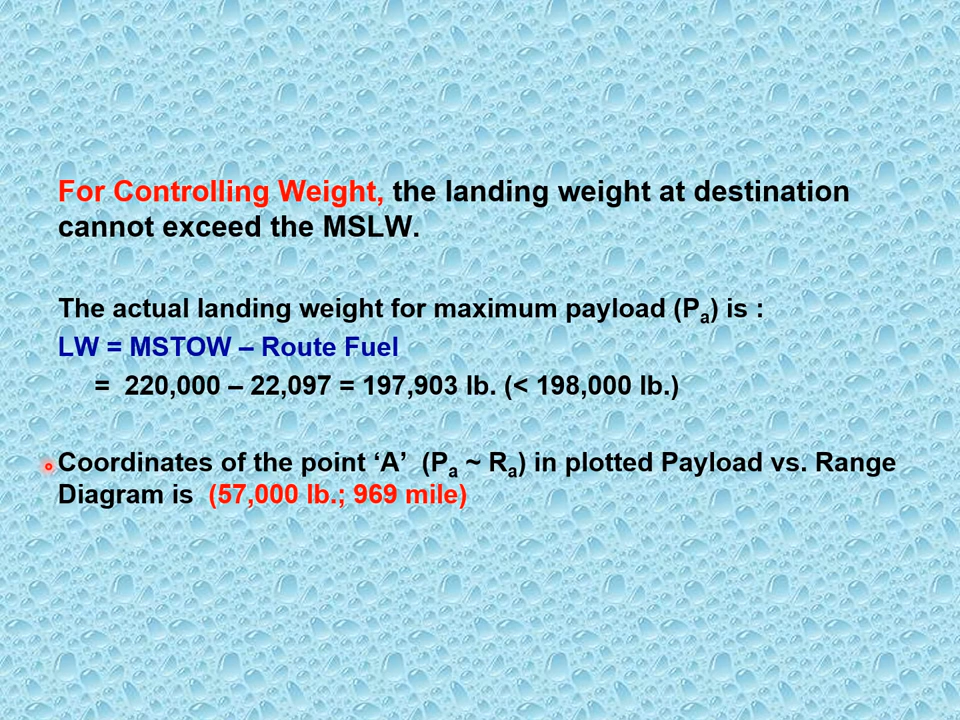 For Controlling Weight, the landing weight at destination
cannot exceed the MSLW.
The actual landing weight for maximum payload (Pa) is :
LW = MSTOW – Route Fuel
= 220,000 – 22,097 = 197,903 lb. (< 198,000 lb.)
Coordinates of the point ‘A’ (Pa ~ Ra) in plotted Payload vs. Range
Diagram is (57,000 lb.; 969 mile)